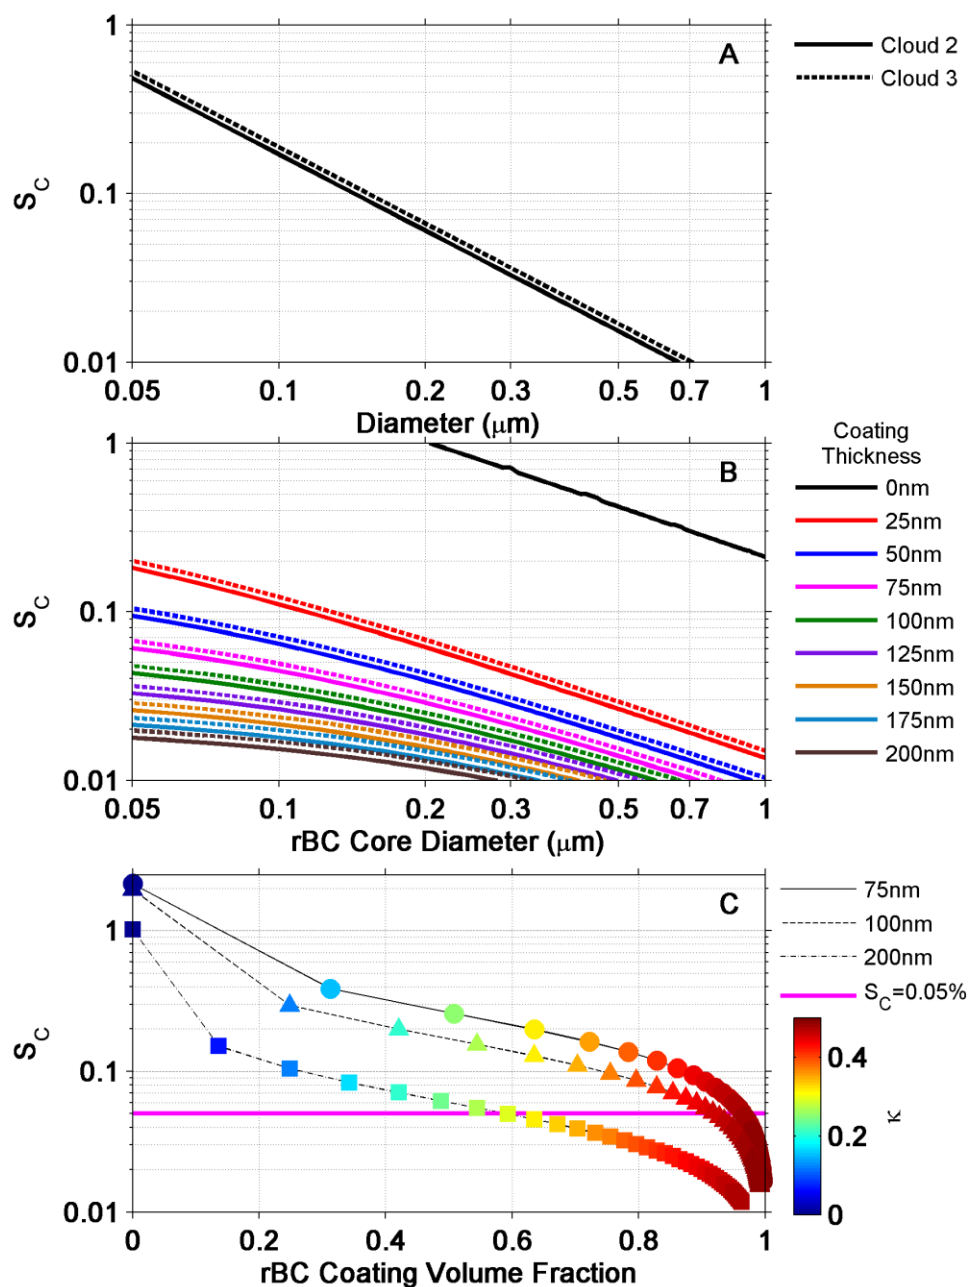 A
Cloud 2
Cloud 3
1
0.1
0.01
S_C
0.05 0.1 0.2 0.3 0.5 0.7 1
Diameter (μm)
B
Coating
Thickness
0nm
25nm
50nm
75nm
100nm
125nm
150nm
175nm
200nm
1
0.1
0.01
S_C
0.05 0.1 0.2 0.3 0.5 0.7 1
rBC Core Diameter (μm)
C
75nm
100nm
200nm
S_C=0.05%
1
0.1
0.01
S_C
0.4
0.2
0
κ
0 0.2 0.4 0.6 0.8 1
rBC Coating Volume Fraction